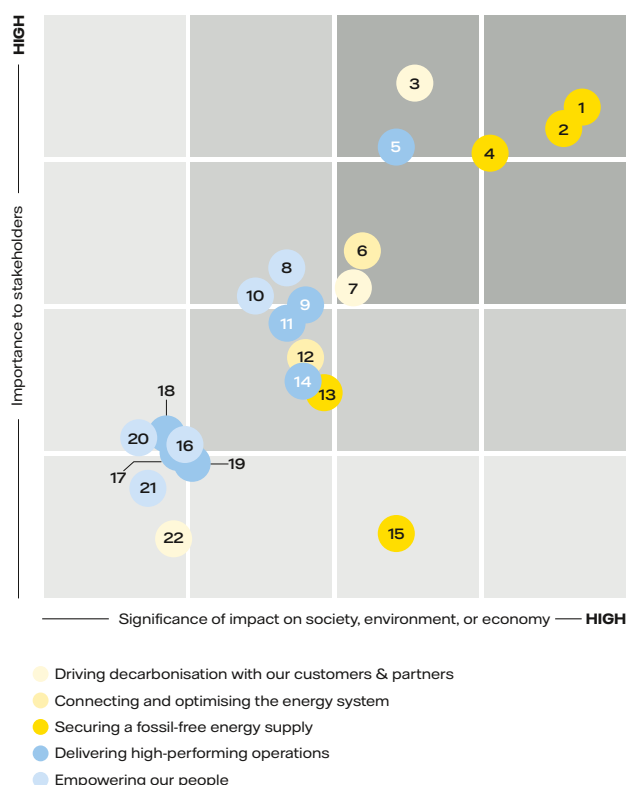 HIGH
Importance to stakeholders
3
1
2
5
4
6
8
7
10
9
11
12
14
13
18
20
16
17
19
21
22
15
Significance of impact on society, environment, or economy
HIGH
Driving decarbonisation with our customers & partners
Connecting and optimising the energy system
Securing a fossil-free energy supply
Delivering high-performing operations
Empowering our people